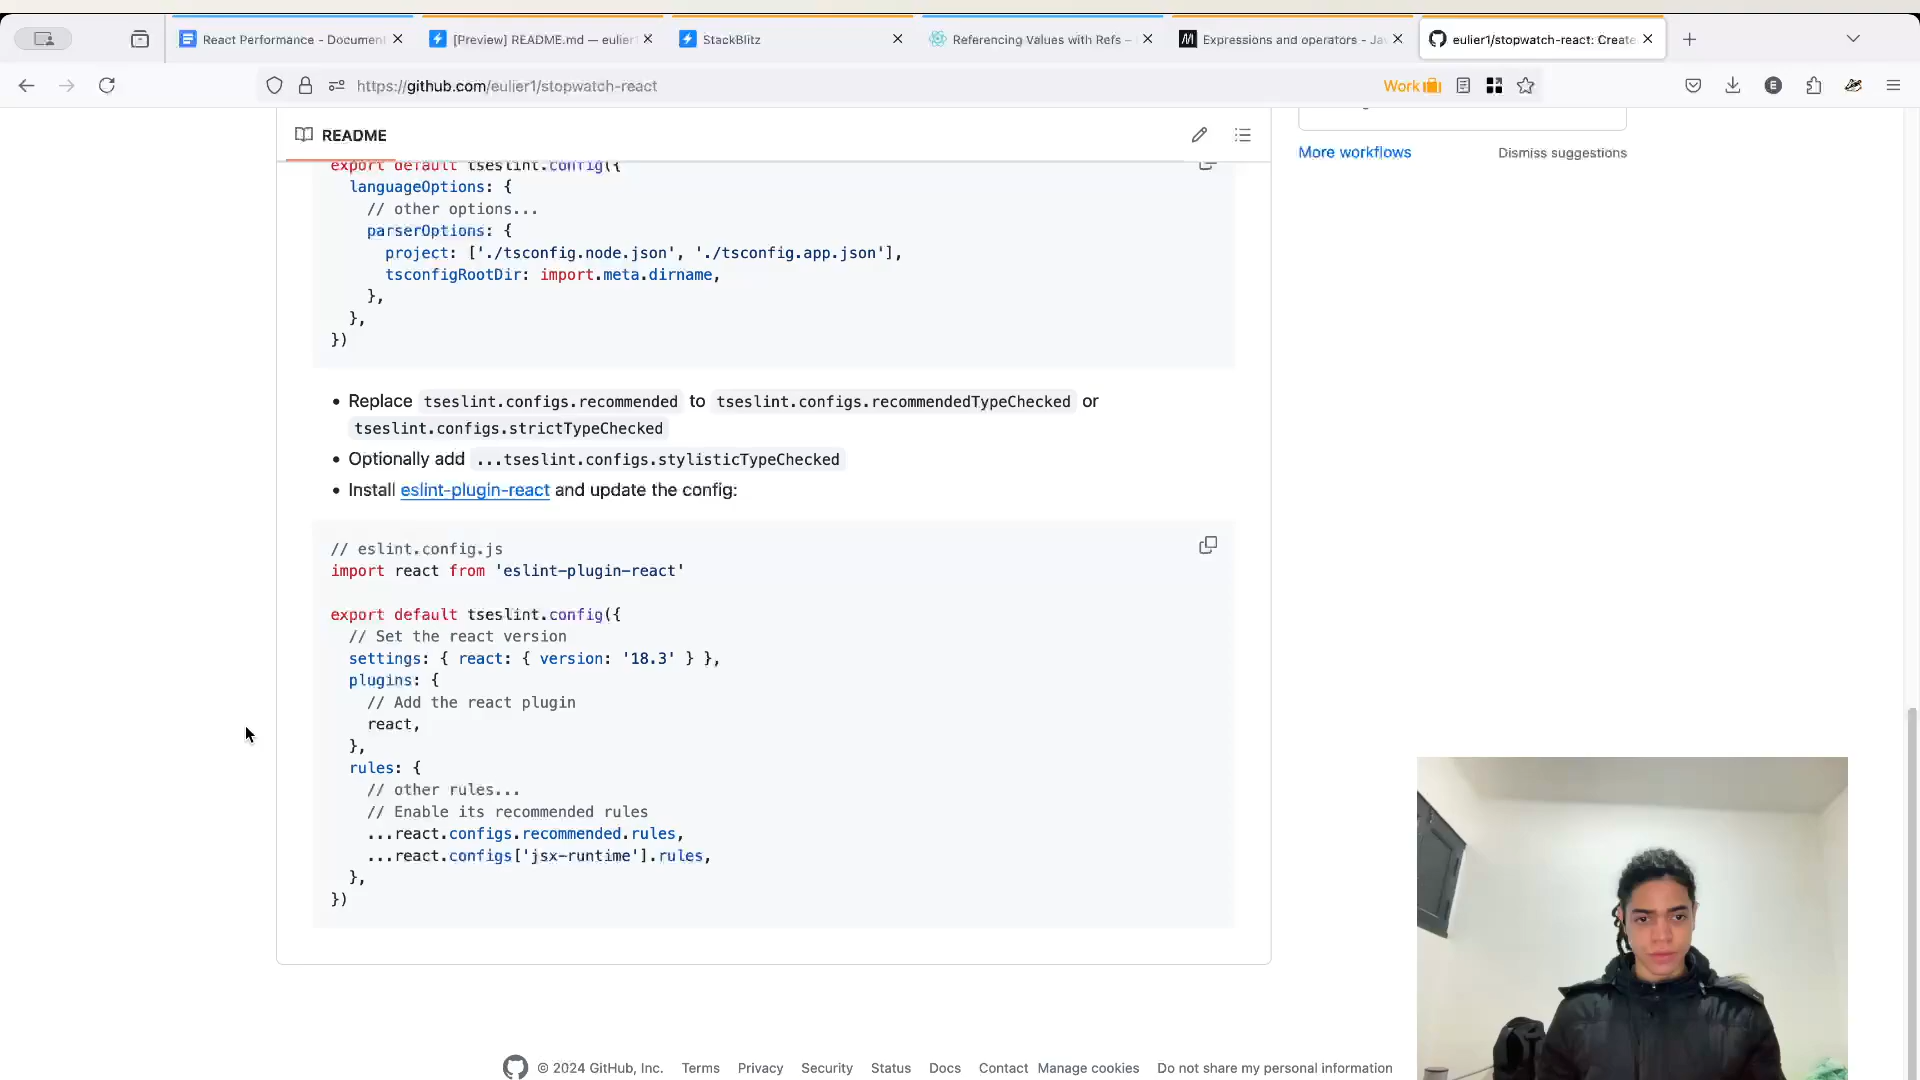 React Performance - Document
[Preview] README.md — eulier1
StackBlitz
Referencing Values with Refs –
Expressions and operators - Jav
eulier1/stopwatch-react: Create
https://github.com/eulier1/stopwatch-react
Work
E
README
More workflows
Dismiss suggestions
export default tseslint.config({
languageOptions: {
// other options...
parserOptions: {
project: ['./tsconfig.node.json', './tsconfig.app.json'],
tsconfigRootDir: import.meta.dirname,
},
},
})
• Replace tseslint.configs.recommended to tseslint.configs.recommendedTypeChecked or
tseslint.configs.strictTypeChecked
• Optionally add ...tseslint.configs.stylisticTypeChecked
• Install eslint-plugin-react and update the config:
// eslint.config.js
import react from 'eslint-plugin-react'
export default tseslint.config({
// Set the react version
settings: { react: { version: '18.3' } },
plugins: {
// Add the react plugin
react,
},
rules: {
// other rules...
// Enable its recommended rules
...react.configs.recommended.rules,
...react.configs['jsx-runtime'].rules,
},
})
© 2024 GitHub, Inc. Terms Privacy Security Status Docs Contact Manage cookies Do not share my personal information